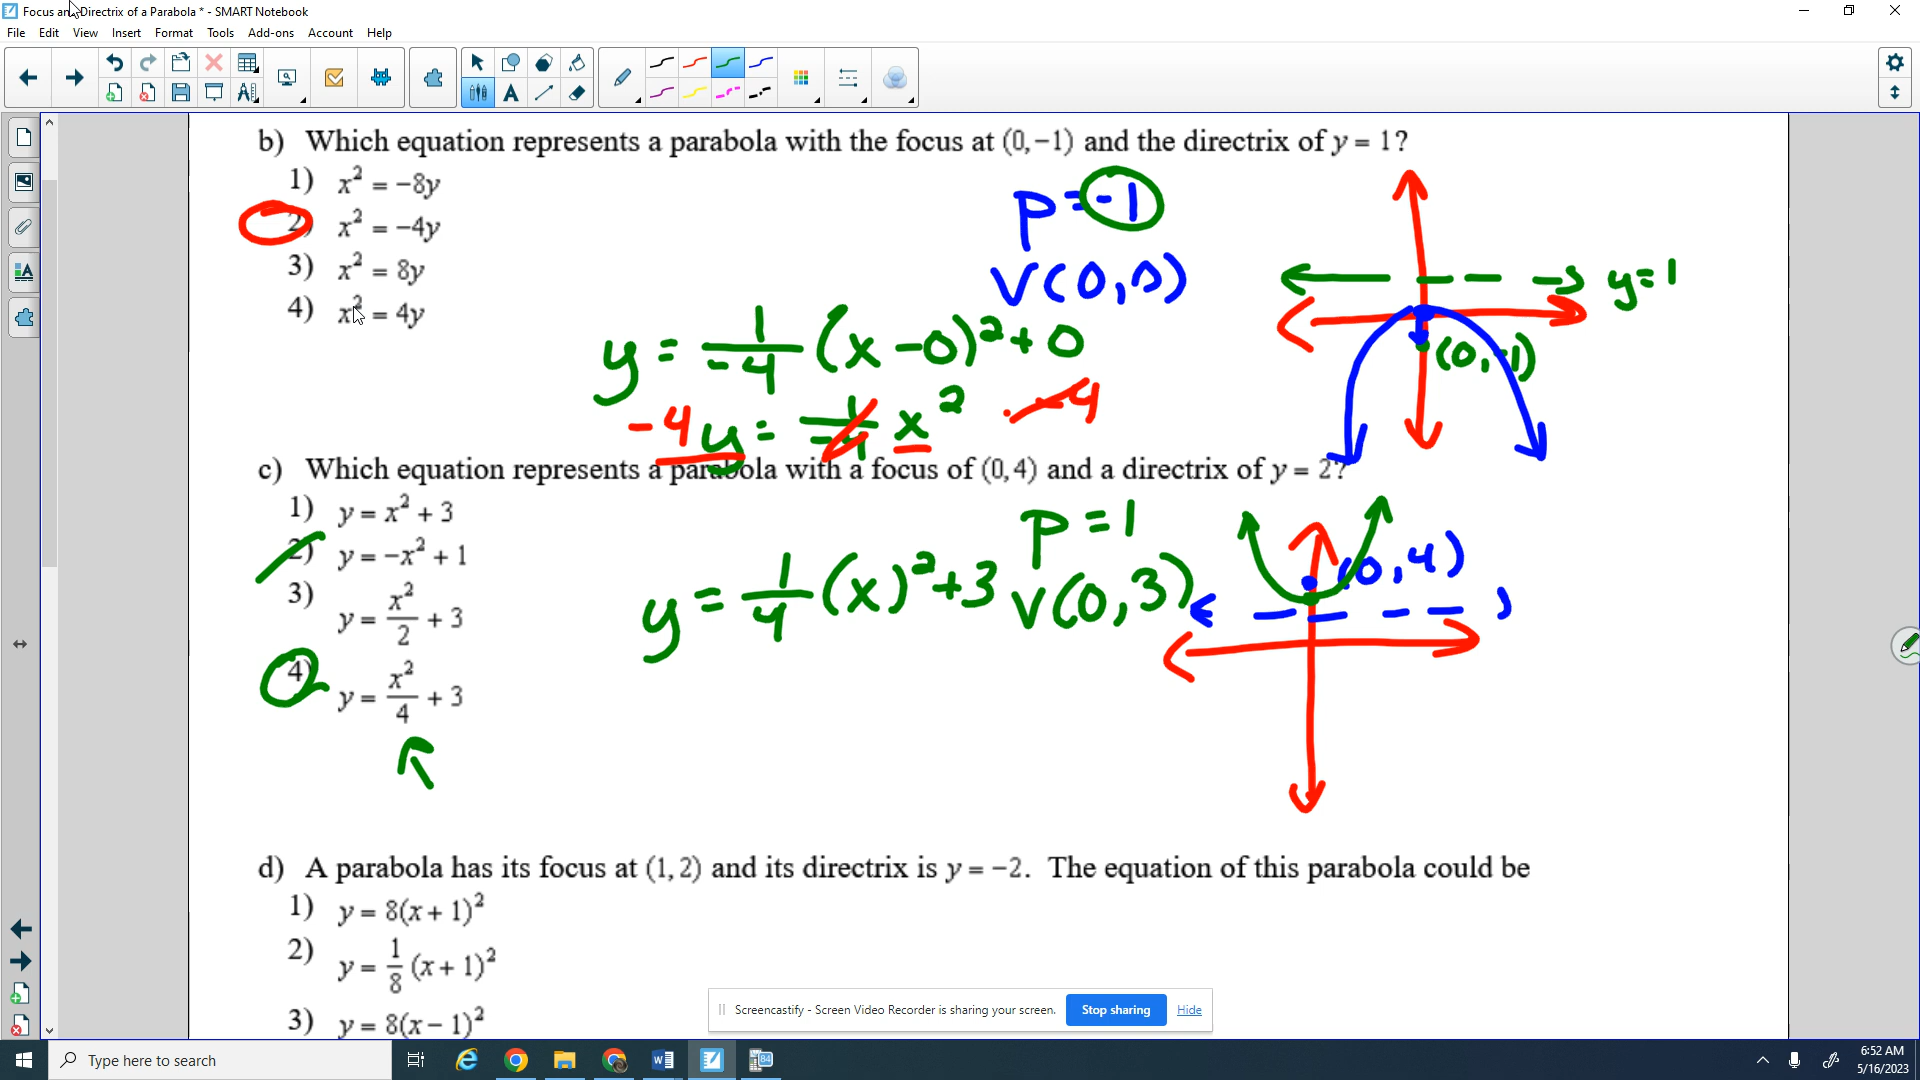 Focus and Directrix of a Parabola * - SMART Notebook
File Edit View Insert Format Tools Add-ons Account Help
b) Which equation represents a parabola with the focus at (0,−1) and the directrix of y = 1?
1) x² = −8y
2) x² = −4y
3) x² = 8y
4) x² = 4y
p = -1
V(0,0)
y = 1/-4 (x-0)² + 0
-4y = 1/-4 x² -4
y=1
(0,-1)
c) Which equation represents a parabola with a focus of (0,4) and a directrix of y = 2?
1) y = x² + 3
2) y = −x² + 1
3) y = x²/2 + 3
4) y = x²/4 + 3
p = 1
y = 1/4 (x)² + 3
V(0,3)
(0,4)
d) A parabola has its focus at (1,2) and its directrix is y = −2. The equation of this parabola could be
1) y = 8(x + 1)²
2) y = 1/8 (x + 1)²
3) y = 8(x − 1)²
Screencastify - Screen Video Recorder is sharing your screen. Stop sharing Hide
Type here to search
84
6:52 AM
5/16/2023